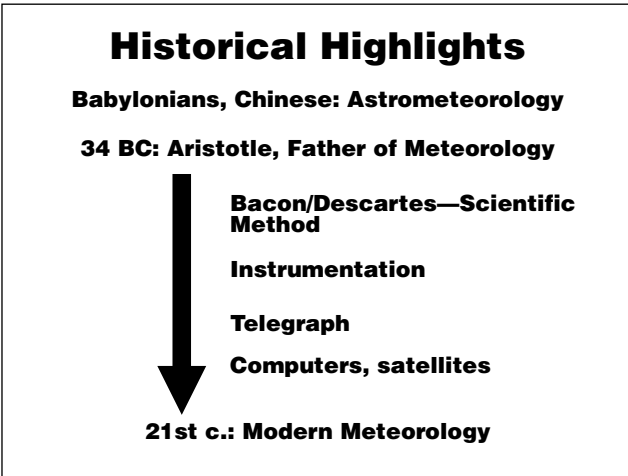 Historical Highlights
Babylonians, Chinese: Astrometeorology
34 BC: Aristotle, Father of Meteorology
Bacon/Descartes—Scientific
Method
Instrumentation
Telegraph
Computers, satellites
21st c.: Modern Meteorology